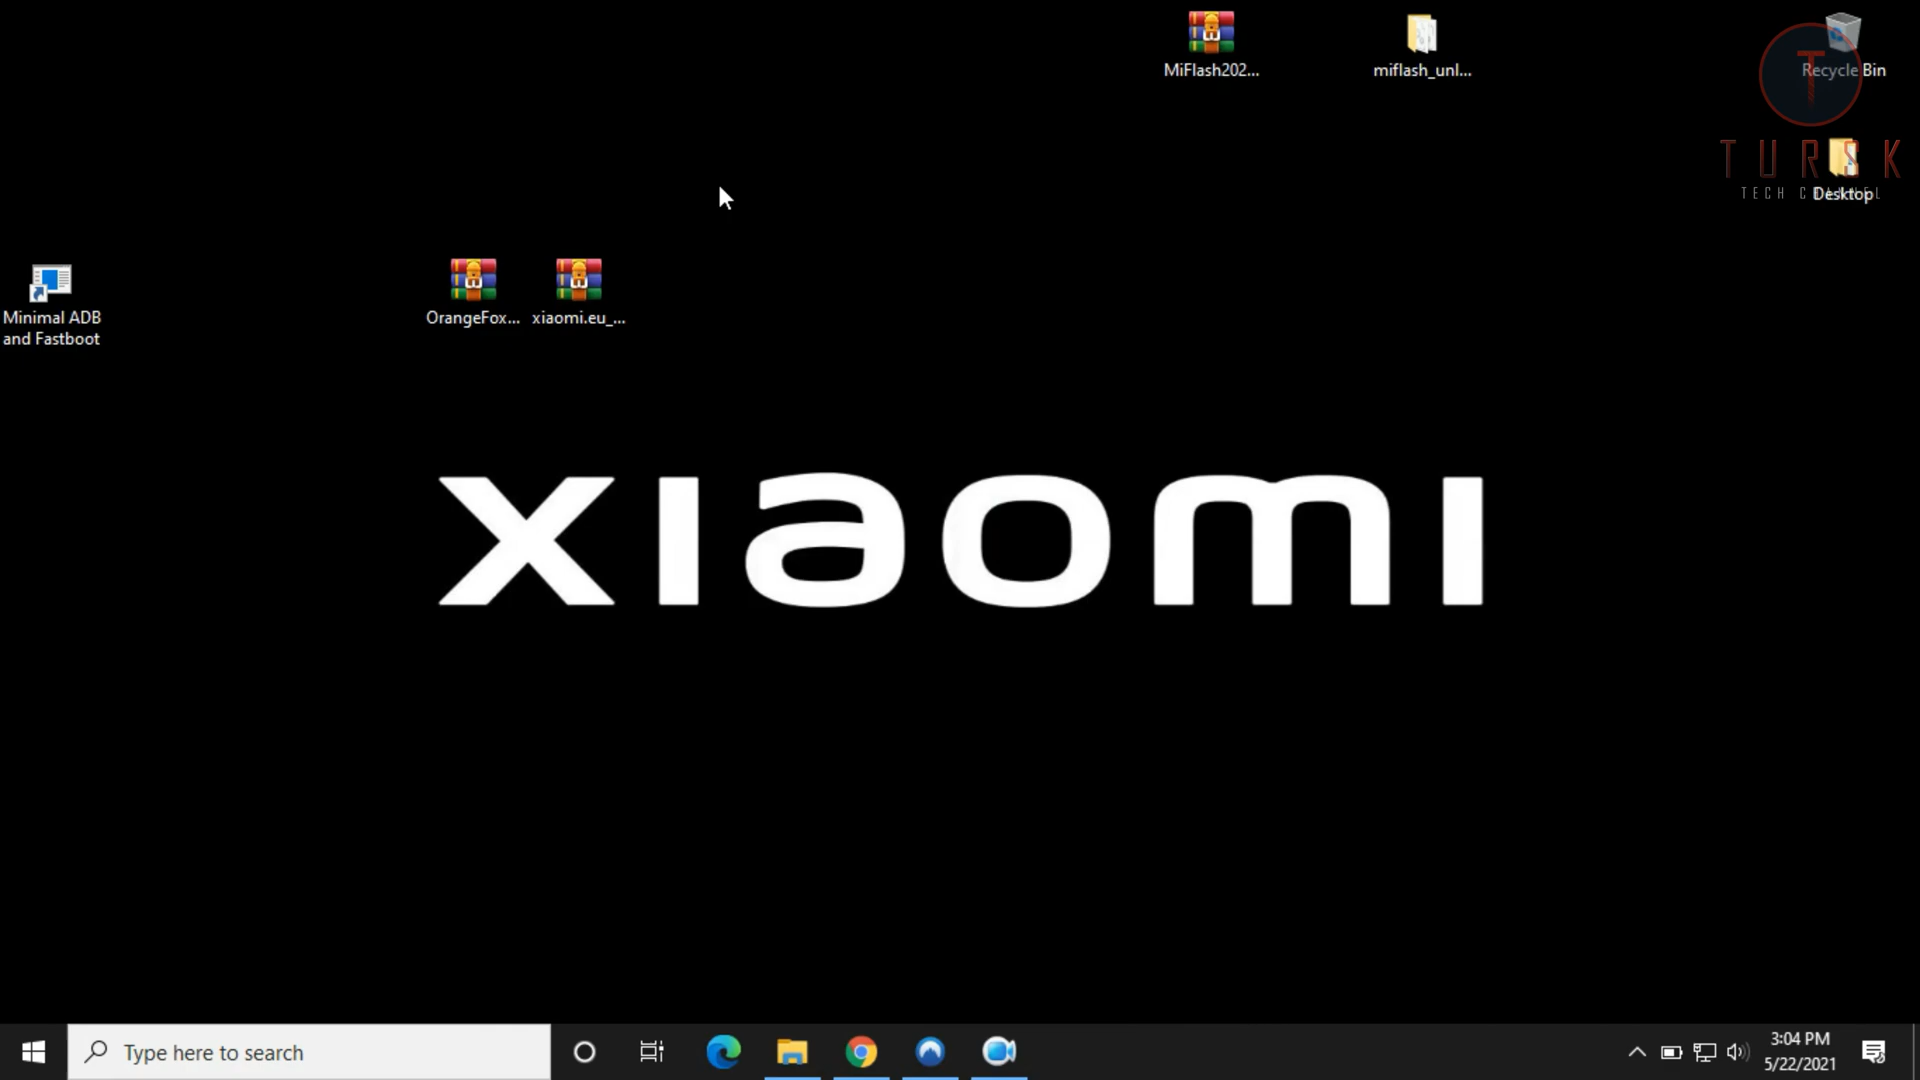 MiFlash202...
miflash_unl...
Recycle Bin
T
TURSK
TECH CHANNEL
Desktop
Minimal ADB
and Fastboot
OrangeFox...
xiaomi.eu_...
xiaomi
Type here to search
3:04 PM
5/22/2021